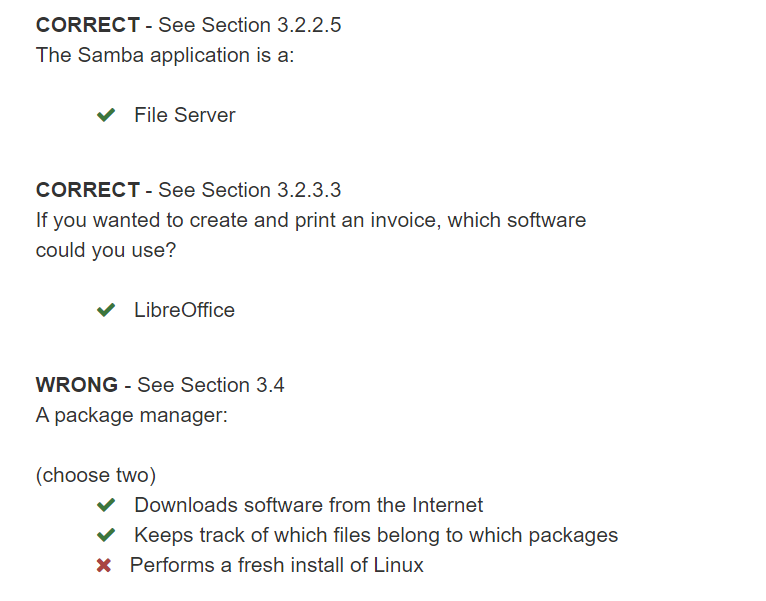 CORRECT - See Section 3.2.2.5
The Samba application is a:
File Server
CORRECT - See Section 3.2.3.3
If you wanted to create and print an invoice, which software
could you use?
LibreOffice
WRONG - See Section 3.4
A package manager:
(choose two)
Downloads software from the Internet
Keeps track of which files belong to which packages
Performs a fresh install of Linux